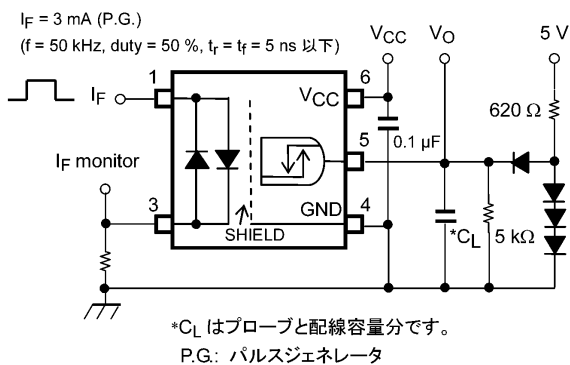 IF = 3 mA (P.G.)
(f = 50 kHz, duty = 50 %, tr = tf = 5 ns 以下)
VCC
VO
5 V
1
6
IF
VCC
620 Ω
5
0.1 μF
IF monitor
3
GND
4
SHIELD
*CL
5 kΩ
*CL はプローブと配線容量分です。
P.G.: パルスジェネレータ